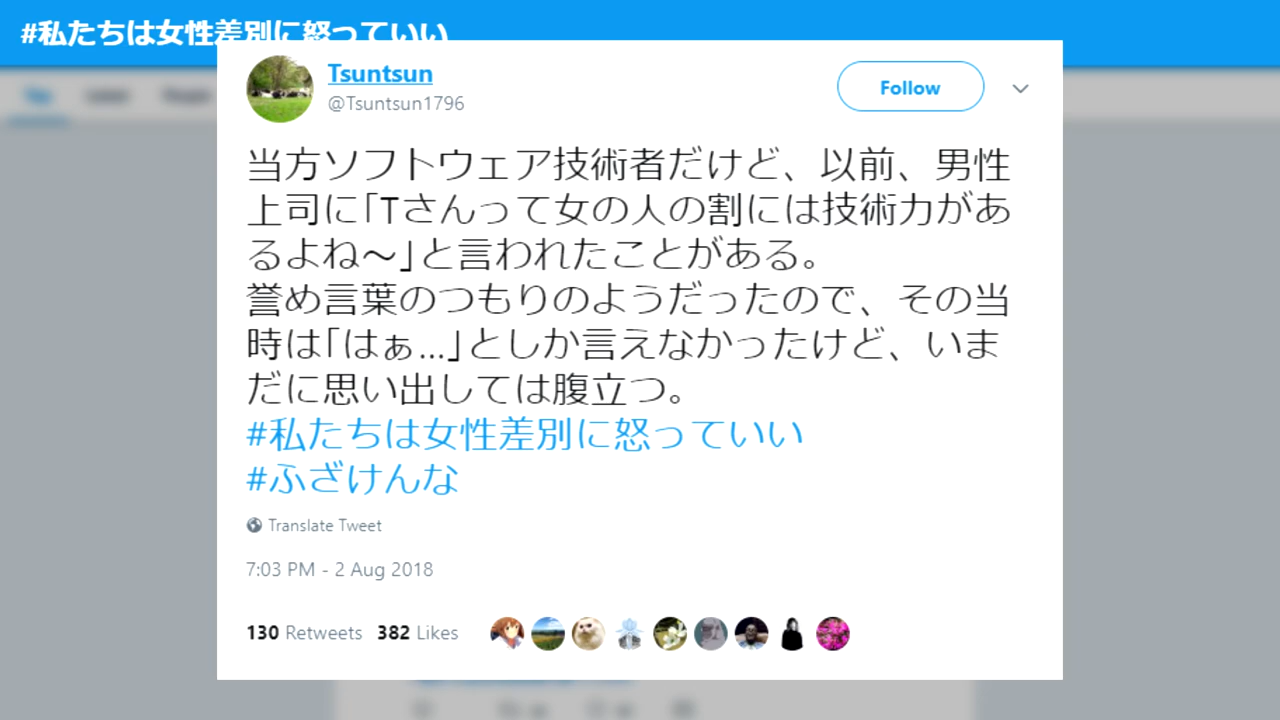 #私たちは女性差別に怒っていい
Tsuntsun
@Tsuntsun1796
Follow
当方ソフトウェア技術者だけど、以前、男性
上司に「Tさんって女の人の割には技術力があ
るよね〜」と言われたことがある。
誉め言葉のつもりのようだったので、その当
時は「はぁ...」としか言えなかったけど、いま
だに思い出しては腹立つ。
#私たちは女性差別に怒っていい
#ふざけんな
Translate Tweet
7:03 PM - 2 Aug 2018
130 Retweets 382 Likes